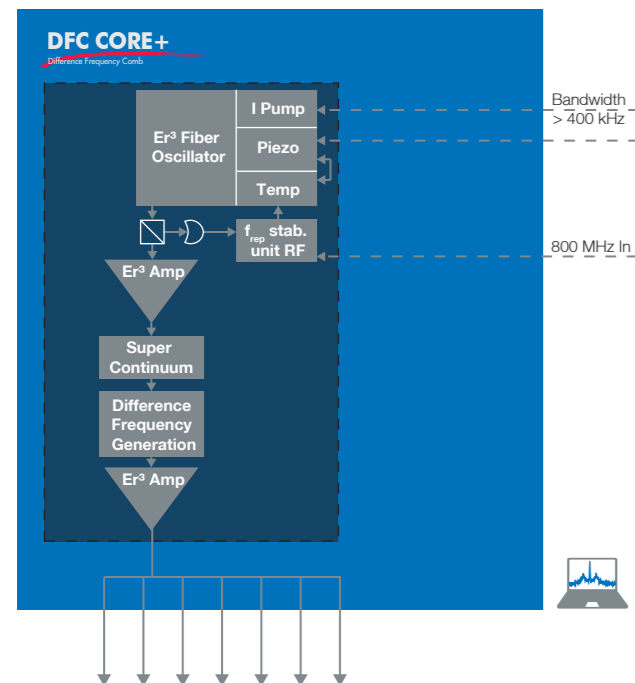 DFC CORE+
Difference Frequency Comb
Er³ Fiber
Oscillator
I Pump
Piezo
Temp
Bandwidth
> 400 kHz
f_rep stab.
unit RF
800 MHz In
Er³ Amp
Super
Continuum
Difference
Frequency
Generation
Er³ Amp